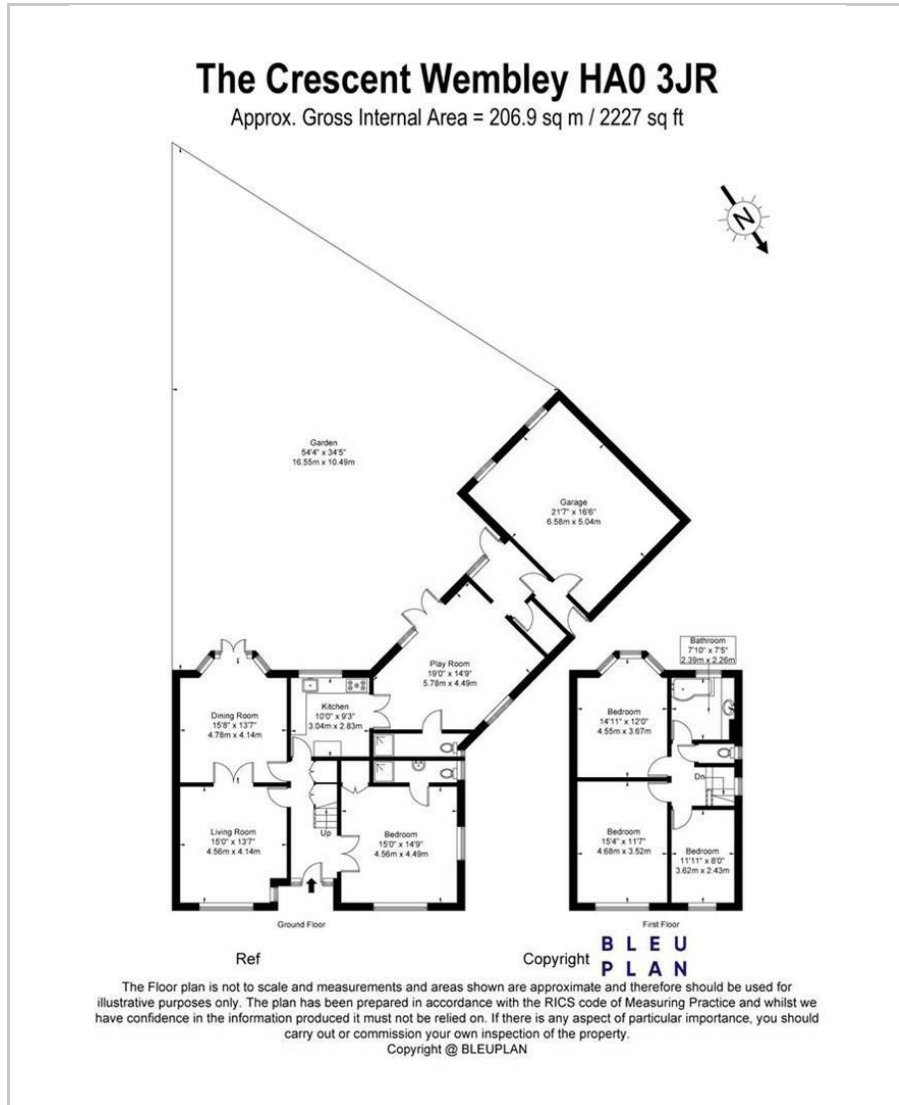 The Crescent Wembley HA0 3JR
Approx. Gross Internal Area = 206.9 sq m / 2227 sq ft
N
Garden
54'4" x 34'5"
16.55m x 10.49m
Garage
21'7" x 16'6"
6.58m x 5.04m
Play Room
19'0" x 14'9"
5.78m x 4.49m
Kitchen
10'0" x 9'3"
3.04m x 2.83m
Dining Room
15'8" x 13'7"
4.78m x 4.14m
Living Room
15'0" x 13'7"
4.56m x 4.14m
Up
Bedroom
15'0" x 14'9"
4.56m x 4.49m
Ground Floor
Bathroom
7'10" x 7'5"
2.39m x 2.26m
Bedroom
14'11" x 12'0"
4.55m x 3.67m
Dn
Bedroom
15'4" x 11'7"
4.68m x 3.52m
Bedroom
11'11" x 8'0"
3.62m x 2.43m
First Floor
Ref
Copyright
BLEU
PLAN
The Floor plan is not to scale and measurements and areas shown are approximate and therefore should be used for
illustrative purposes only. The plan has been prepared in accordance with the RICS code of Measuring Practice and whilst we
have confidence in the information produced it must not be relied on. If there is any aspect of particular importance, you should
carry out or commission your own inspection of the property.
Copyright @ BLEUPLAN